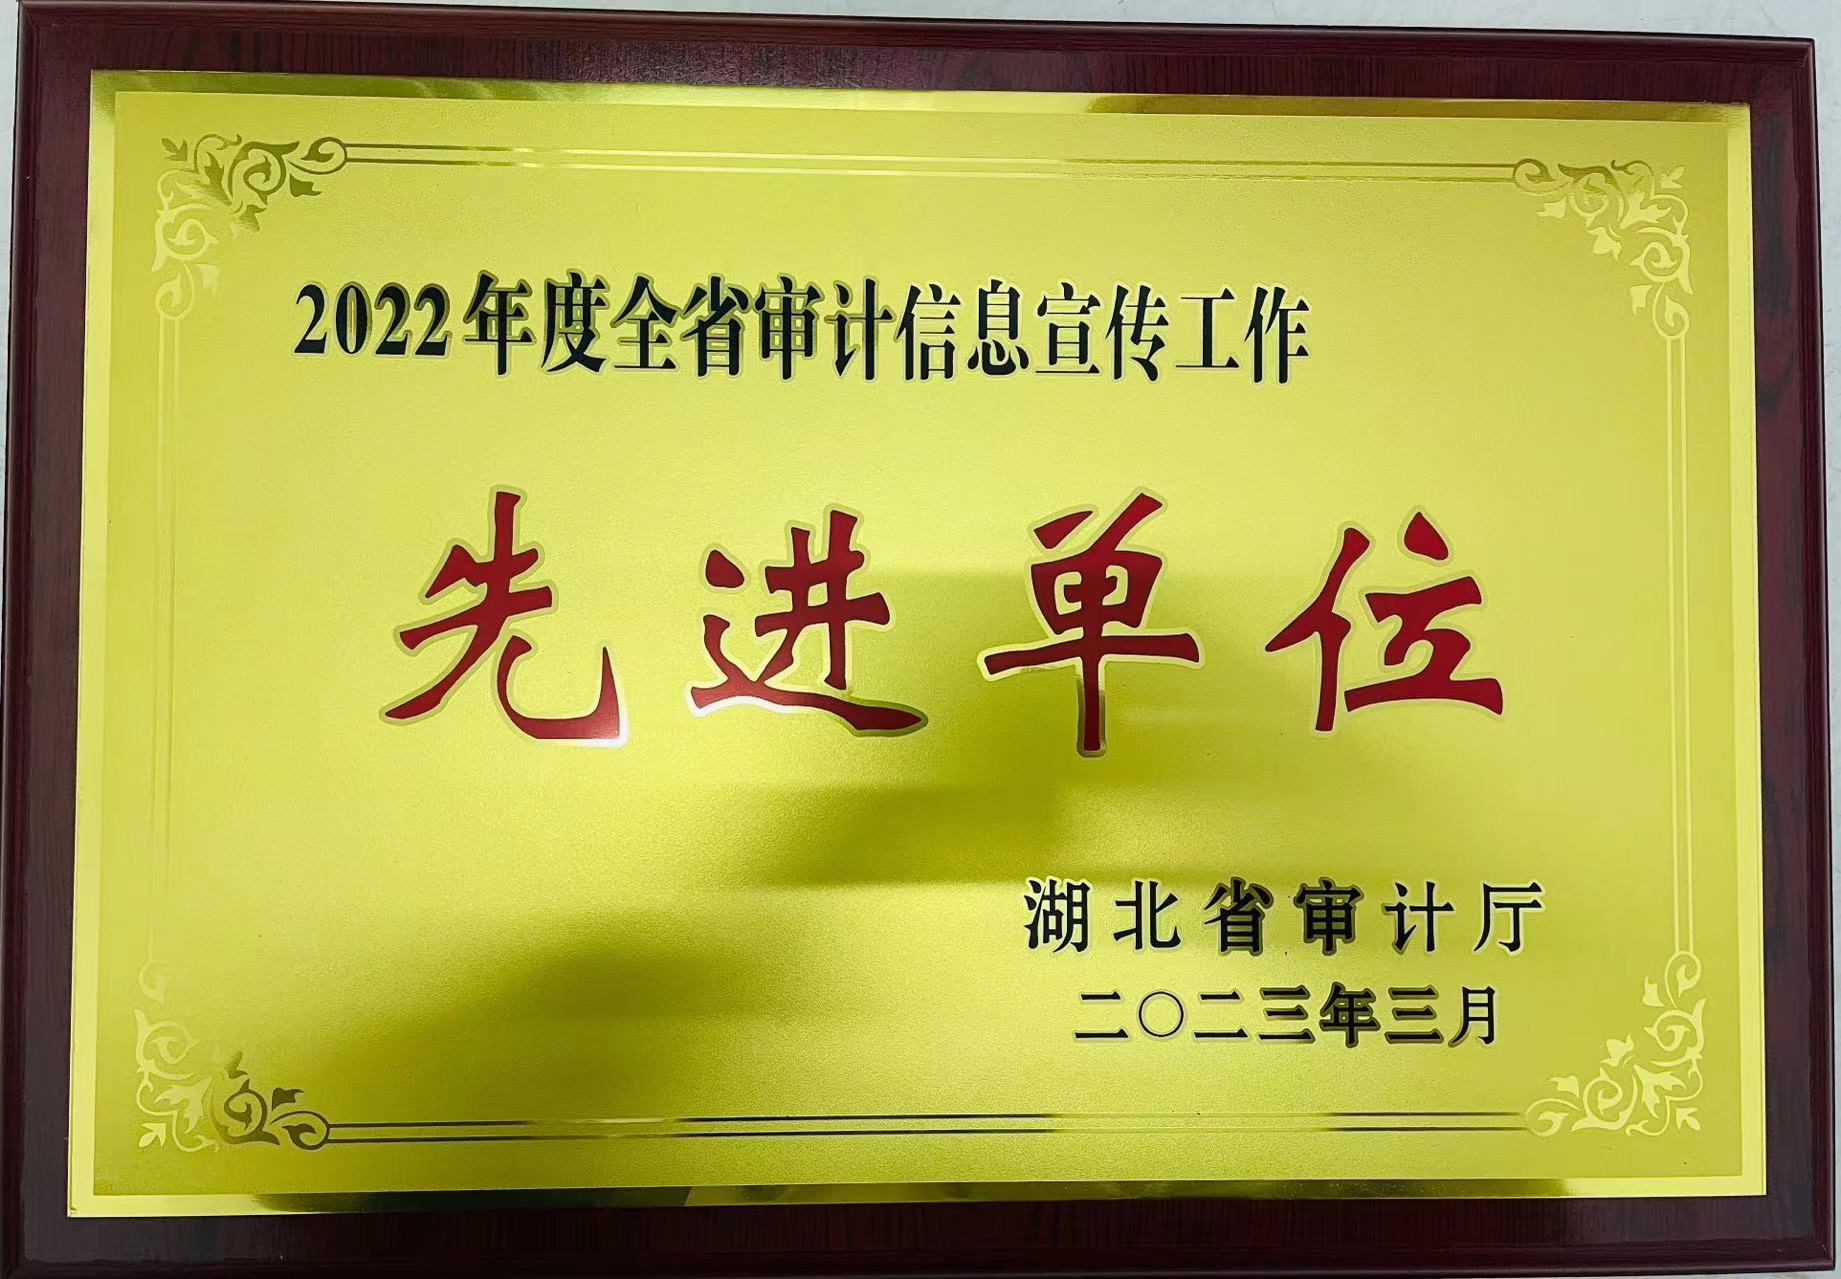 2022年度全省审计信息宣传工作
先进单位
湖北省审计厅
二〇二三年三月